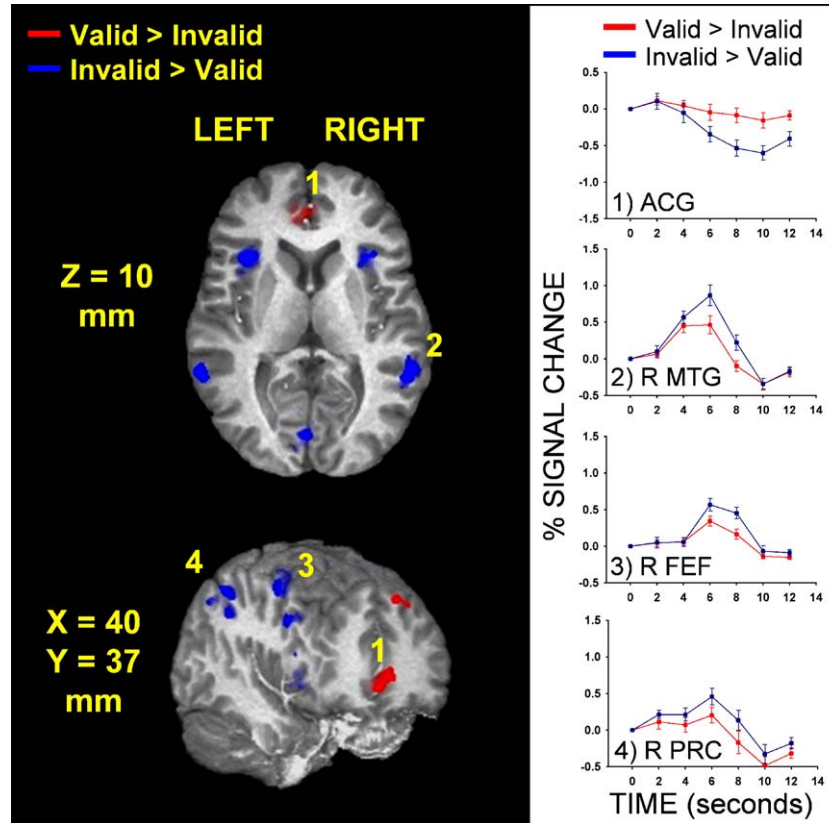 Valid > Invalid
Invalid > Valid
LEFT RIGHT
1
Z = 10
mm
2
4
3
X = 40
Y = 37
mm
1
Valid > Invalid
Invalid > Valid
% SIGNAL CHANGE
0.5
0.0
-0.5
-1.0
-1.5
1) ACG
0 2 4 6 8 10 12 14
1.5
1.0
0.5
0.0
-0.5
2) R MTG
0 2 4 6 8 10 12 14
1.5
1.0
0.5
0.0
-0.5
3) R FEF
0 2 4 6 8 10 12 14
1.0
0.5
0.0
-0.5
4) R PRC
0 2 4 6 8 10 12 14
TIME (seconds)